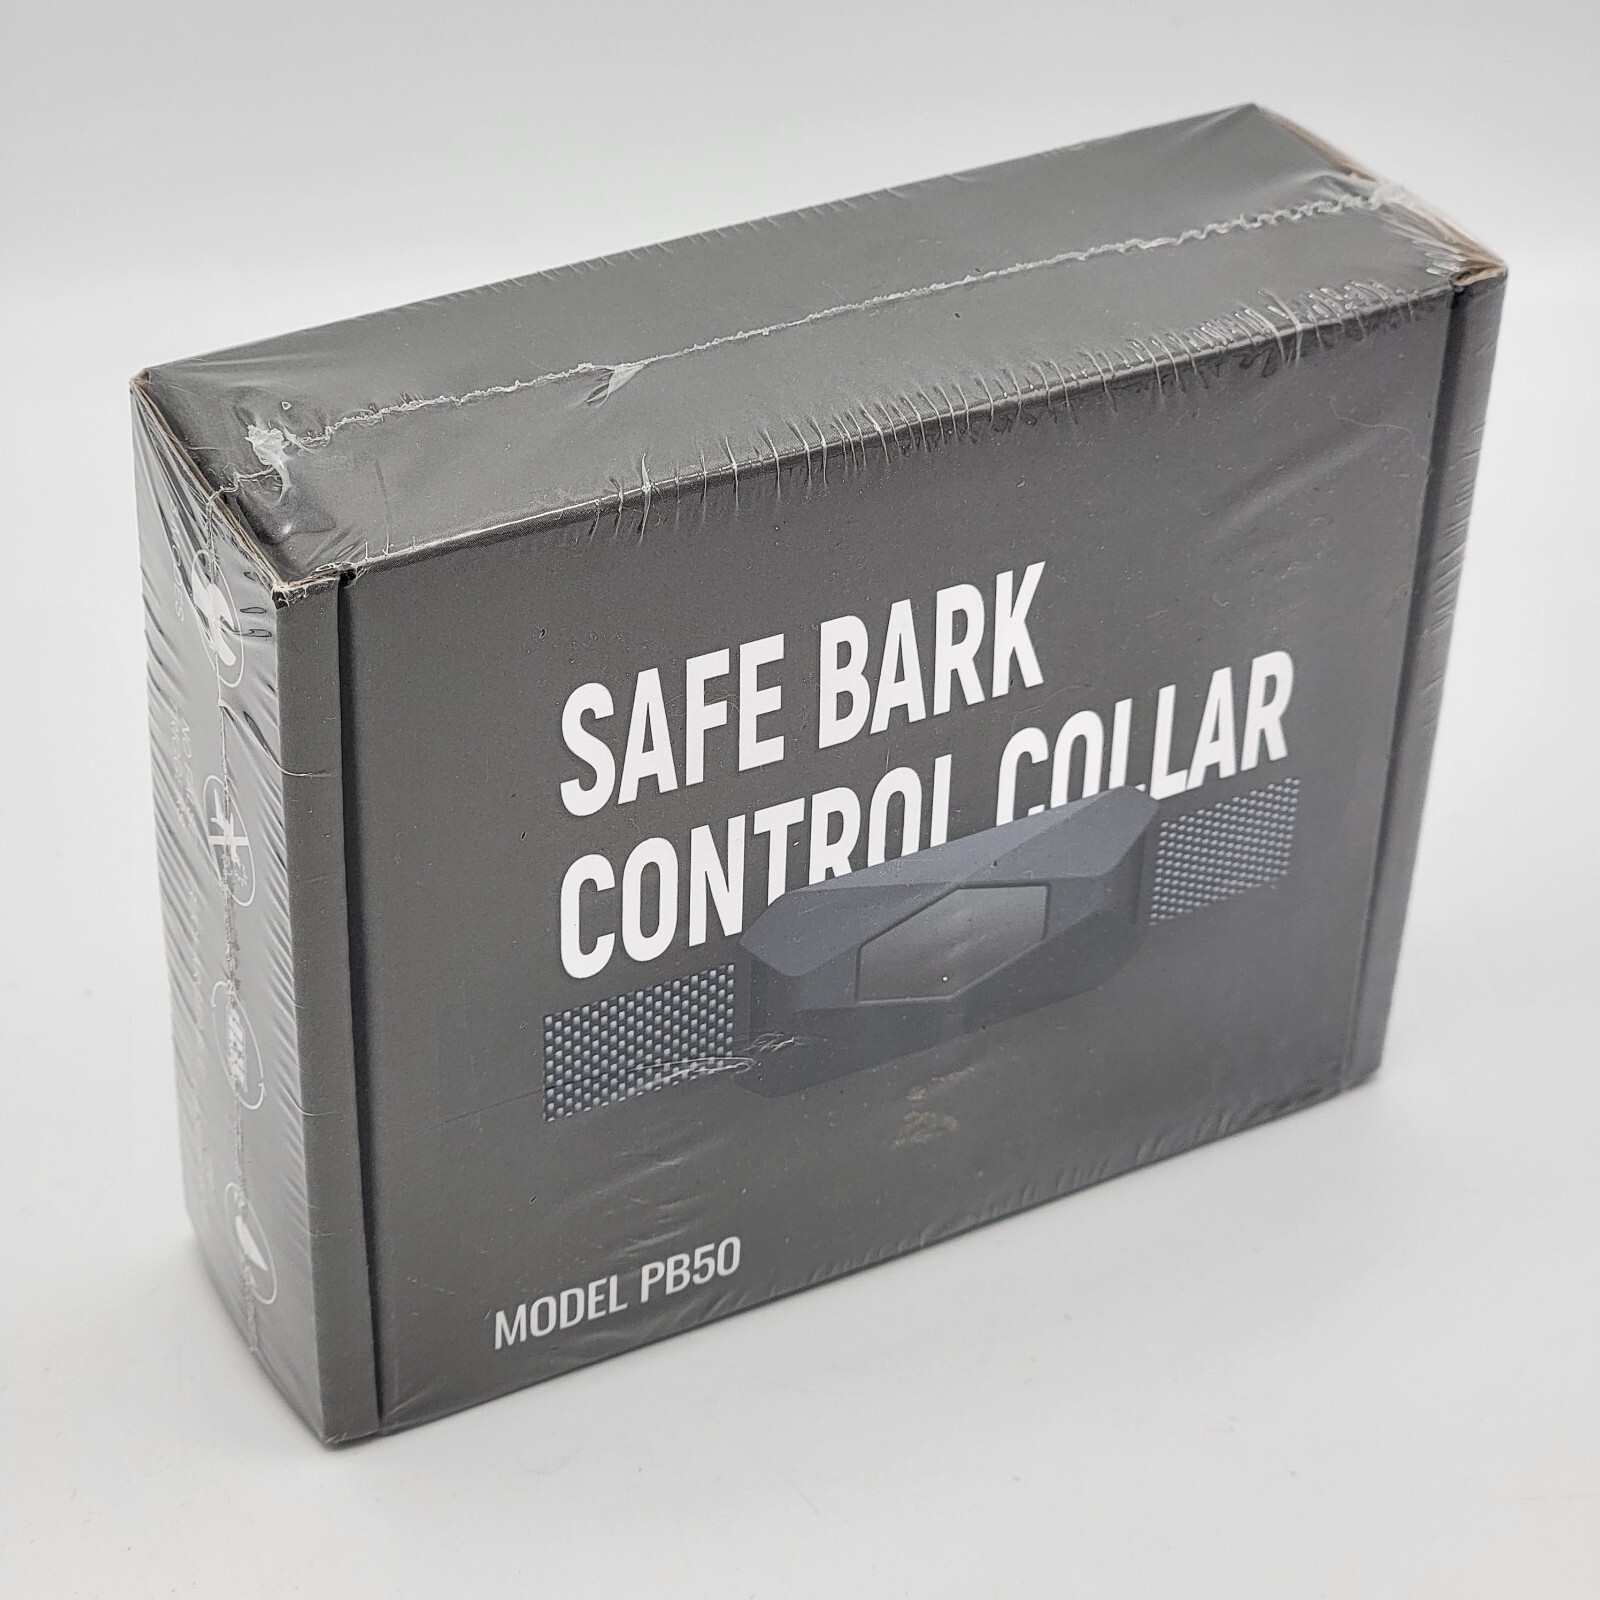 SAFE BARK
CONTROL COLLAR
MODEL PB50